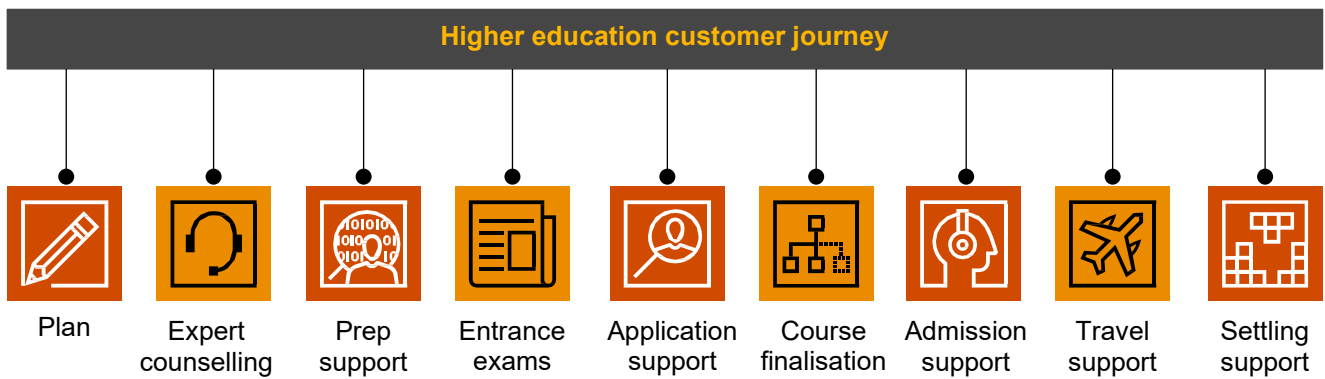 Higher education customer journey
Plan
Expert
counselling
Prep
support
Entrance
exams
Application
support
Course
finalisation
Admission
support
Travel
support
Settling
support